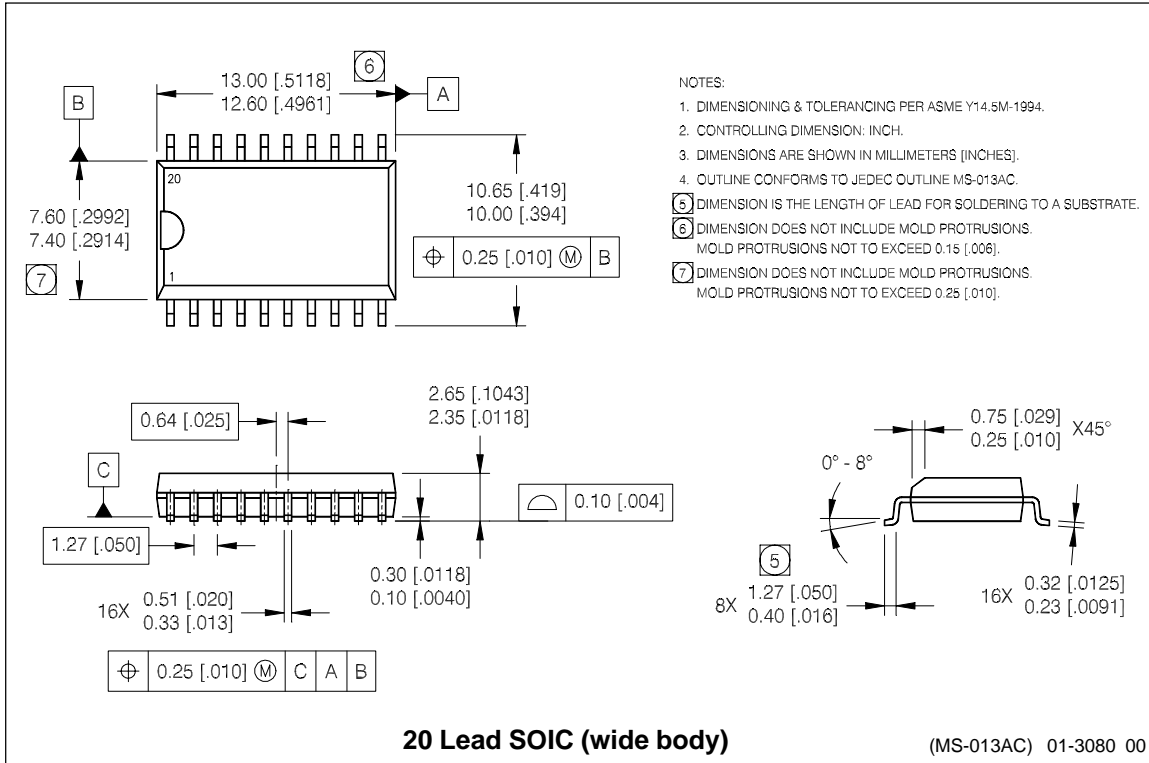 13.00 [.5118]
12.60 [.4961]
6
A
B
20
1
7.60 [.2992]
7.40 [.2914]
7
10.65 [.419]
10.00 [.394]
⌖ 0.25 [.010] Ⓜ B
NOTES:
1. DIMENSIONING & TOLERANCING PER ASME Y14.5M-1994.
2. CONTROLLING DIMENSION: INCH.
3. DIMENSIONS ARE SHOWN IN MILLIMETERS [INCHES].
4. OUTLINE CONFORMS TO JEDEC OUTLINE MS-013AC.
5 DIMENSION IS THE LENGTH OF LEAD FOR SOLDERING TO A SUBSTRATE.
6 DIMENSION DOES NOT INCLUDE MOLD PROTRUSIONS.
MOLD PROTRUSIONS NOT TO EXCEED 0.15 [.006].
7 DIMENSION DOES NOT INCLUDE MOLD PROTRUSIONS.
MOLD PROTRUSIONS NOT TO EXCEED 0.25 [.010].
0.64 [.025]
2.65 [.1043]
2.35 [.0118]
C
0.10 [.004]
1.27 [.050]
0.30 [.0118]
0.10 [.0040]
16X 0.51 [.020]
0.33 [.013]
⌖ 0.25 [.010] Ⓜ C A B
0.75 [.029]
0.25 [.010] X45°
0° - 8°
5
8X 1.27 [.050]
0.40 [.016]
16X 0.32 [.0125]
0.23 [.0091]
20 Lead SOIC (wide body)
(MS-013AC) 01-3080 00